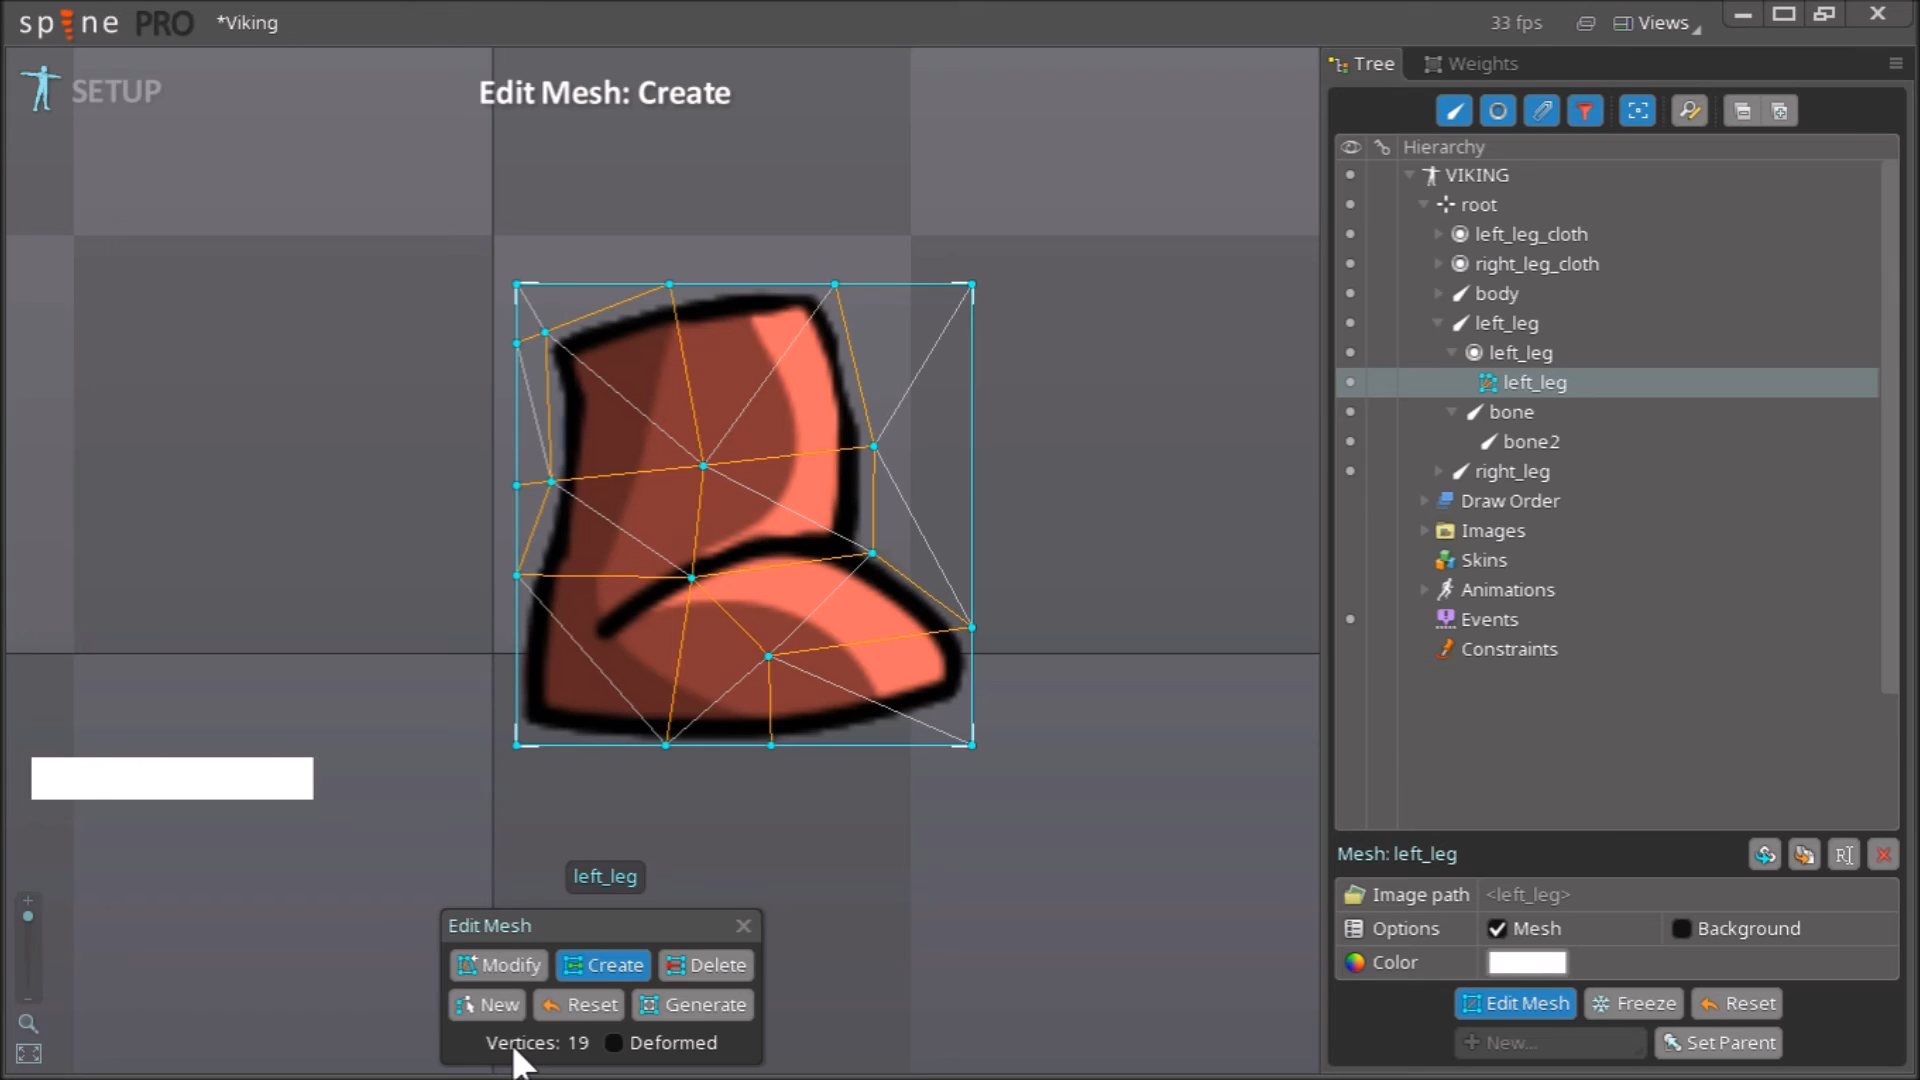 spine PRO *Viking 33 fps Views
SETUP
Edit Mesh: Create
Tree Weights
Hierarchy
VIKING
root
left_leg_cloth
right_leg_cloth
body
left_leg
left_leg
left_leg
bone
bone2
right_leg
Draw Order
Images
Skins
Animations
Events
Constraints
left_leg
Edit Mesh
Modify Create Delete
New Reset Generate
Vertices: 19 Deformed
Mesh: left_leg
Image path <left_leg>
Options Mesh Background
Color
Edit Mesh Freeze Reset
+ New... Set Parent